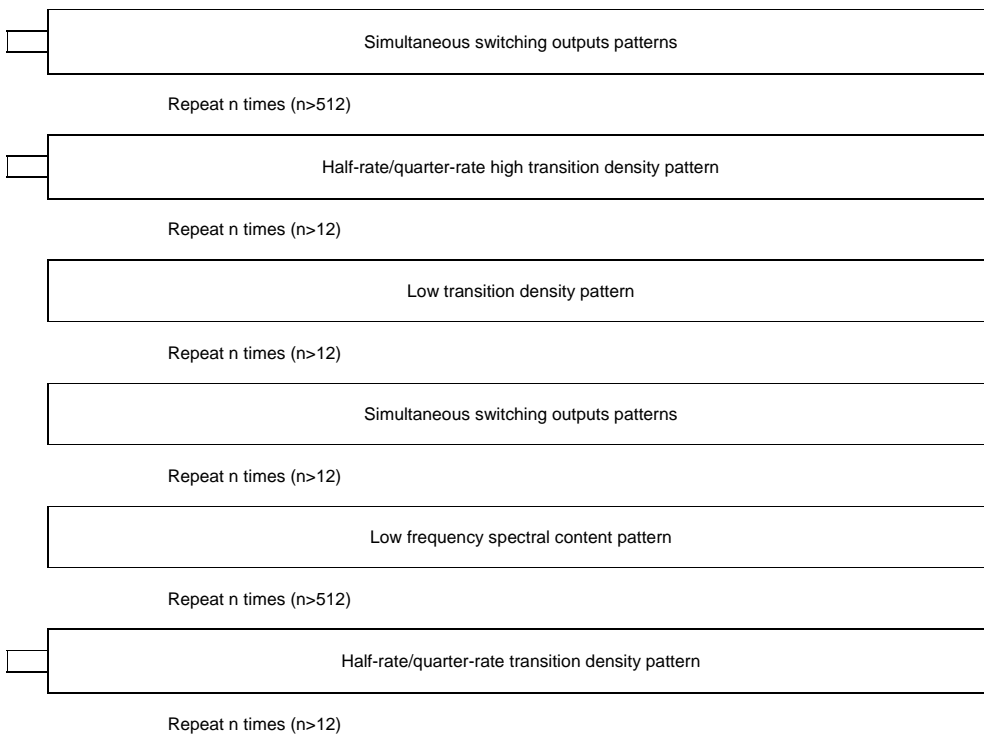 Simultaneous switching outputs patterns
Repeat n times (n>512)
Half-rate/quarter-rate high transition density pattern
Repeat n times (n>12)
Low transition density pattern
Repeat n times (n>12)
Simultaneous switching outputs patterns
Repeat n times (n>12)
Low frequency spectral content pattern
Repeat n times (n>512)
Half-rate/quarter-rate transition density pattern
Repeat n times (n>12)